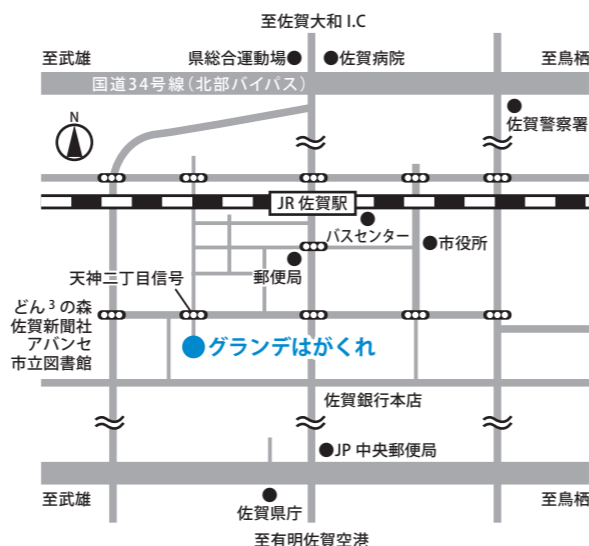 至佐賀大和 I.C
至武雄
県総合運動場
佐賀病院
至鳥栖
国道34号線(北部バイパス)
佐賀警察署
N
JR 佐賀駅
バスセンター
市役所
郵便局
天神二丁目信号
どん³の森
佐賀新聞社
アバンセ
市立図書館
グランデはがくれ
佐賀銀行本店
JP 中央郵便局
至武雄
佐賀県庁
至鳥栖
至有明佐賀空港